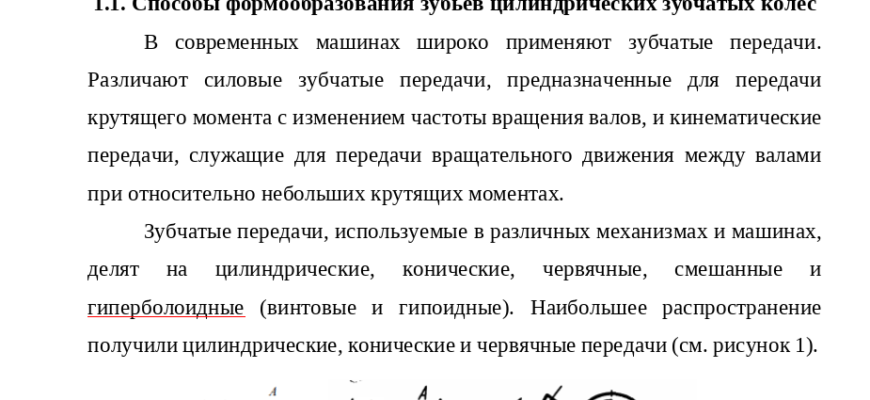 1.1. Способы формообразования зубьев цилиндрических зубчатых колес
В современных машинах широко применяют зубчатые передачи.
Различают силовые зубчатые передачи, предназначенные для передачи
крутящего момента с изменением частоты вращения валов, и кинематические
передачи, служащие для передачи вращательного движения между валами
при относительно небольших крутящих моментах.
Зубчатые передачи, используемые в различных механизмах и машинах,
делят на цилиндрические, конические, червячные, смешанные и
гиперболоидные (винтовые и гипоидные). Наибольшее распространение
получили цилиндрические, конические и червячные передачи (см. рисунок 1).